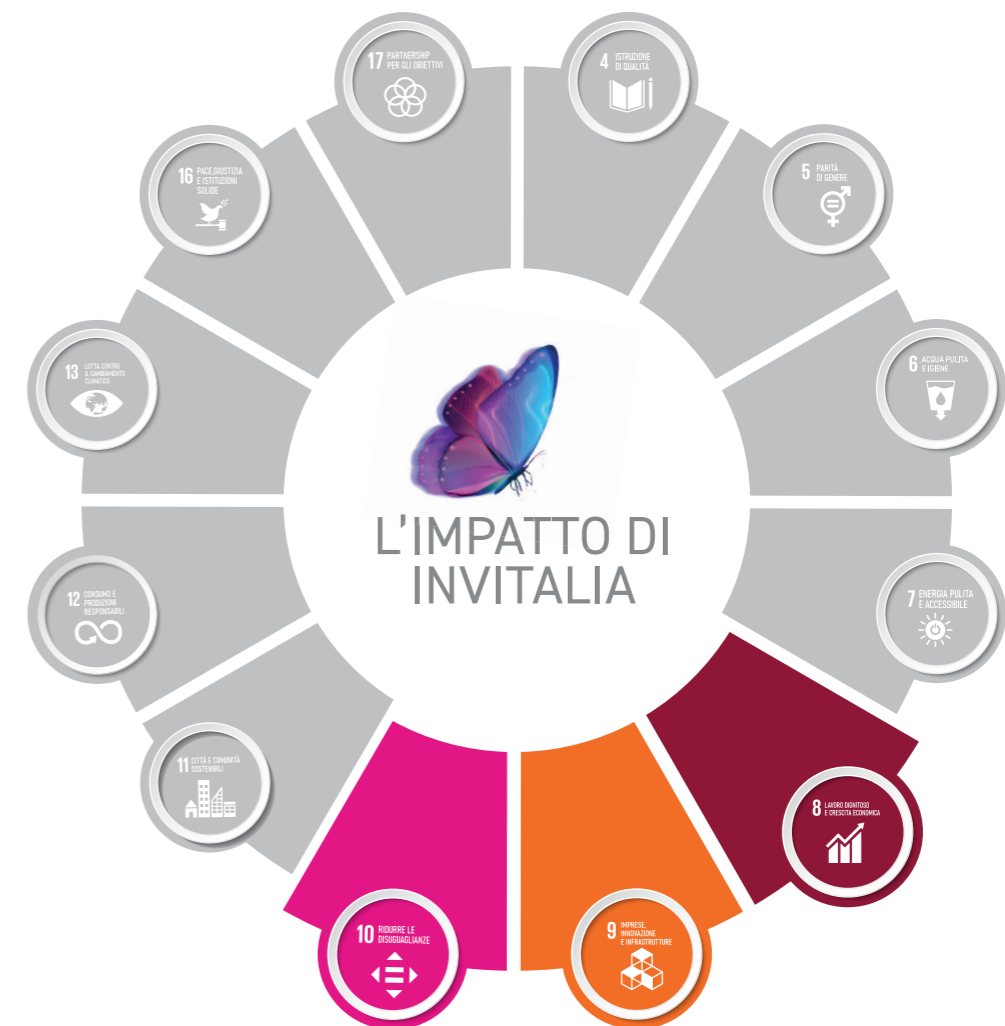 17 PARTNERSHIP
PER GLI OBIETTIVI
4 ISTRUZIONE
DI QUALITÀ
16 PACE,GIUSTIZIA
E ISTITUZIONI
SOLIDE
5 PARITÀ
DI GENERE
13 LOTTA CONTRO
IL CAMBIAMENTO
CLIMATICO
6 ACQUA PULITA
E IGIENE
L'IMPATTO DI
INVITALIA
12 CONSUMO E
PRODUZIONI
RESPONSABILI
7 ENERGIA PULITA
E ACCESSIBILE
11 CITTÀ E COMUNITÀ
SOSTENIBILI
8 LAVORO DIGNITOSO
E CRESCITA ECONOMICA
10 RIDURRE LE
DISUGUAGLIANZE
9 IMPRESE,
INNOVAZIONE
E INFRASTRUTTURE